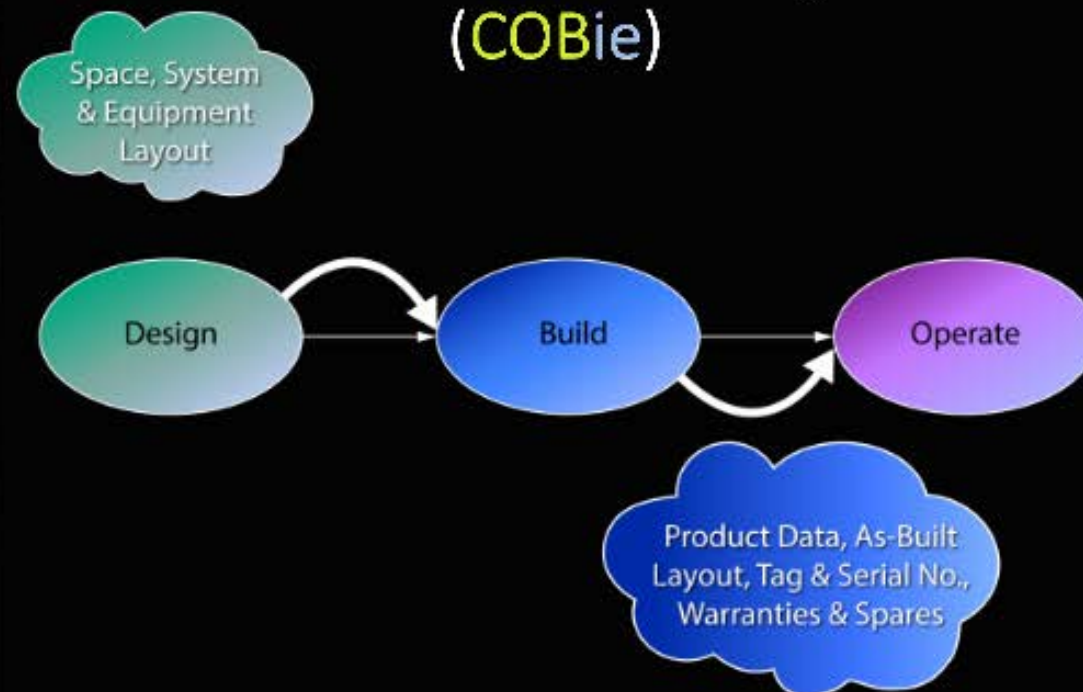 (COBie)
Space, System
& Equipment
Layout
Design
Build
Operate
Product Data, As-Built
Layout, Tag & Serial No.,
Warranties & Spares